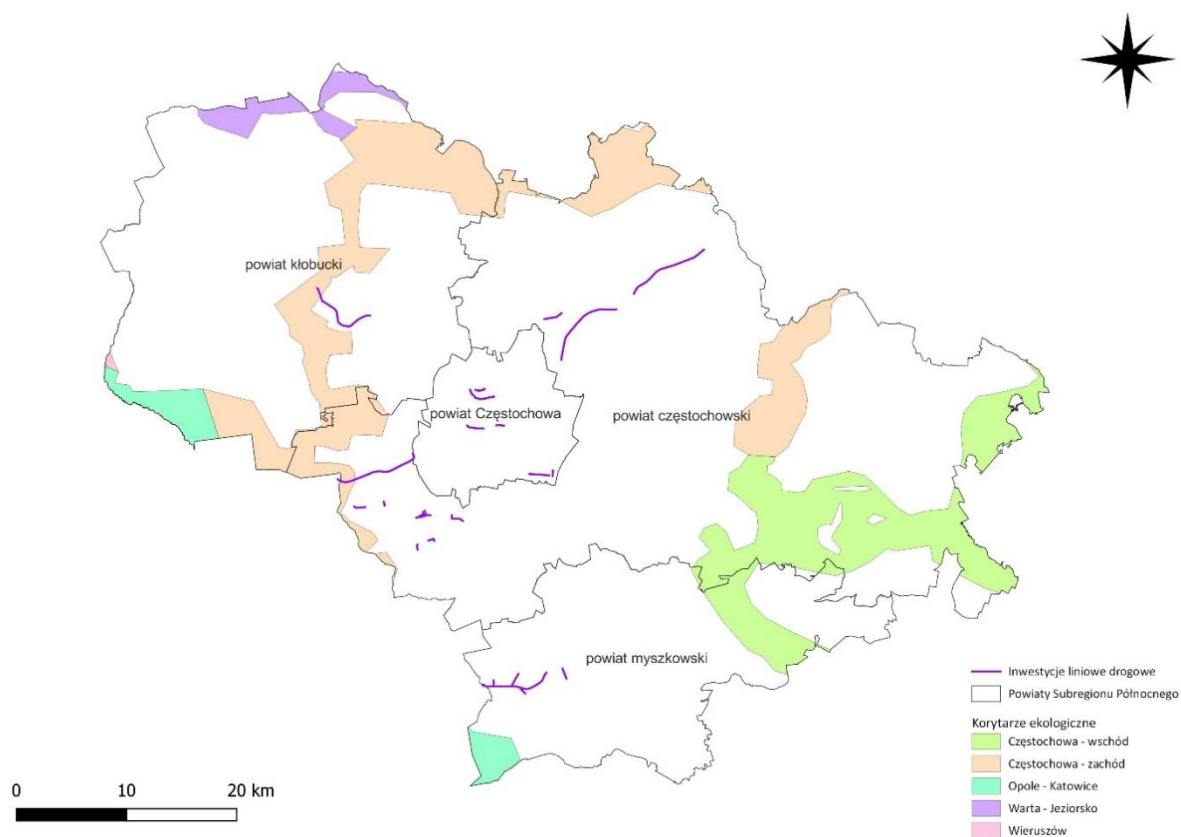 powiat kłobucki
powiat Częstochowa
powiat częstochowski
powiat myszkowski
Inwestycje liniowe drogowe
Powiaty Subregionu Północnego
Korytarze ekologiczne
Częstochowa - wschód
Częstochowa - zachód
Opole - Katowice
Warta - Jeziorsko
Wieruszów
0 10 20 km